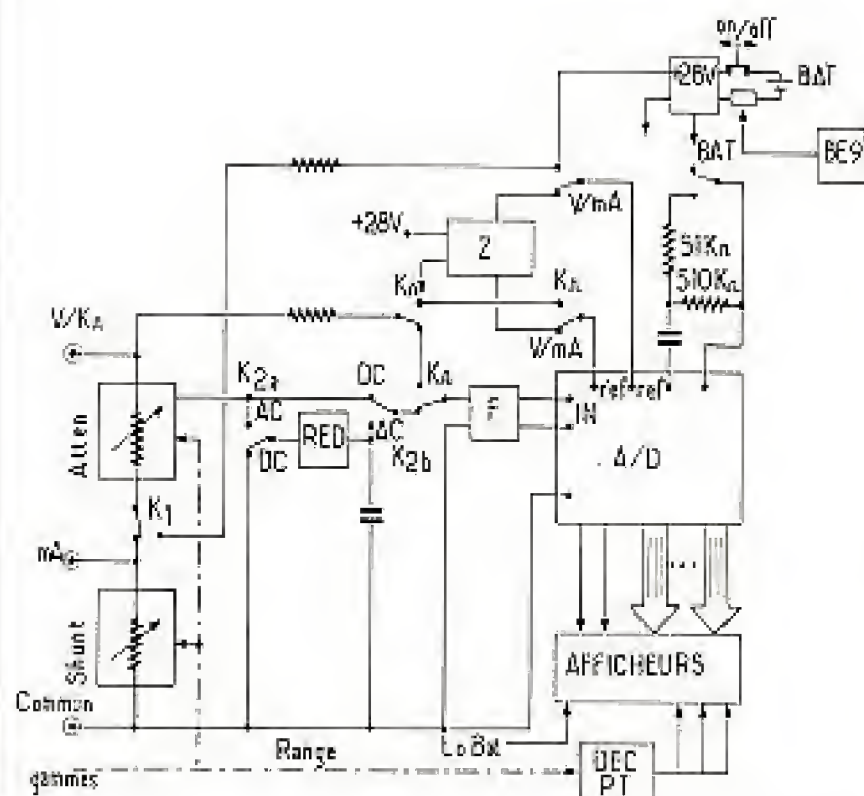 on/off
+28V
BAT
BAT
BE9
V/mA
+28V
2
51KΩ
510KΩ
KΩ
KΩ
V/mA
V/KΩ
K2a
DC
KΩ
ref
ref
IN
AC
DC
RED
AC
K2b
A/D
Atten
K1
mA
Shunt
AFFICHEURS
Common
Range
Lo Bat
DEC
PT
gammes